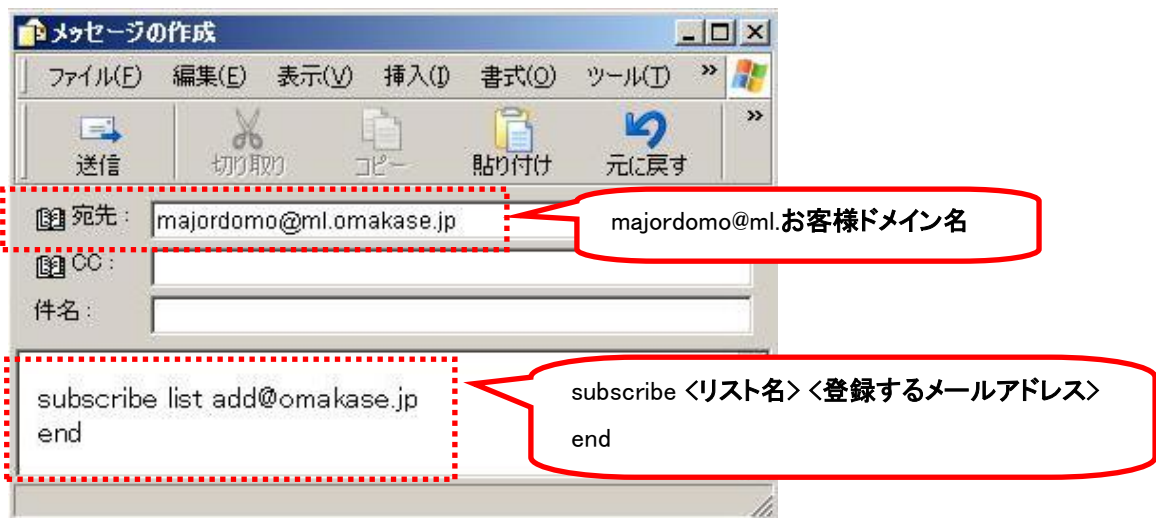 メッセージの作成
ファイル(F) 編集(E) 表示(V) 挿入(I) 書式(O) ツール(T) »
送信 切り取り コピー 貼り付け 元に戻す »
宛先: majordomo@ml.omakase.jp
majordomo@ml.お客様ドメイン名
CC:
件名:
subscribe list add@omakase.jp
end
subscribe <リスト名> <登録するメールアドレス>
end